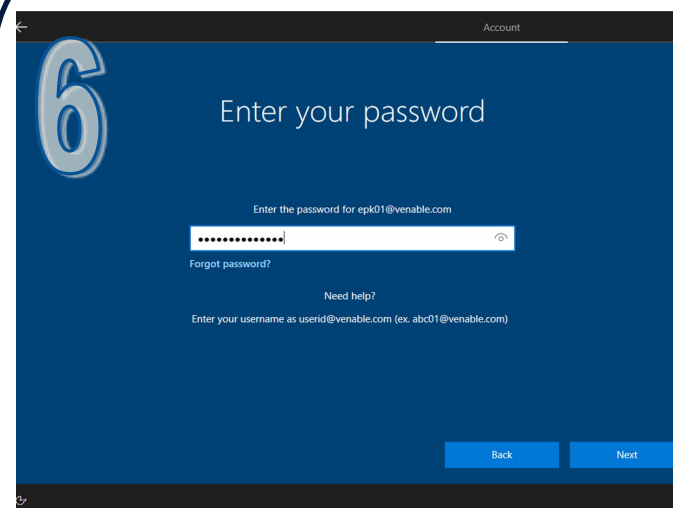 Account
6
Enter your password
Enter the password for epk01@venable.com
••••••••••••••
Forgot password?
Need help?
Enter your username as userid@venable.com (ex. abc01@venable.com)
Back
Next